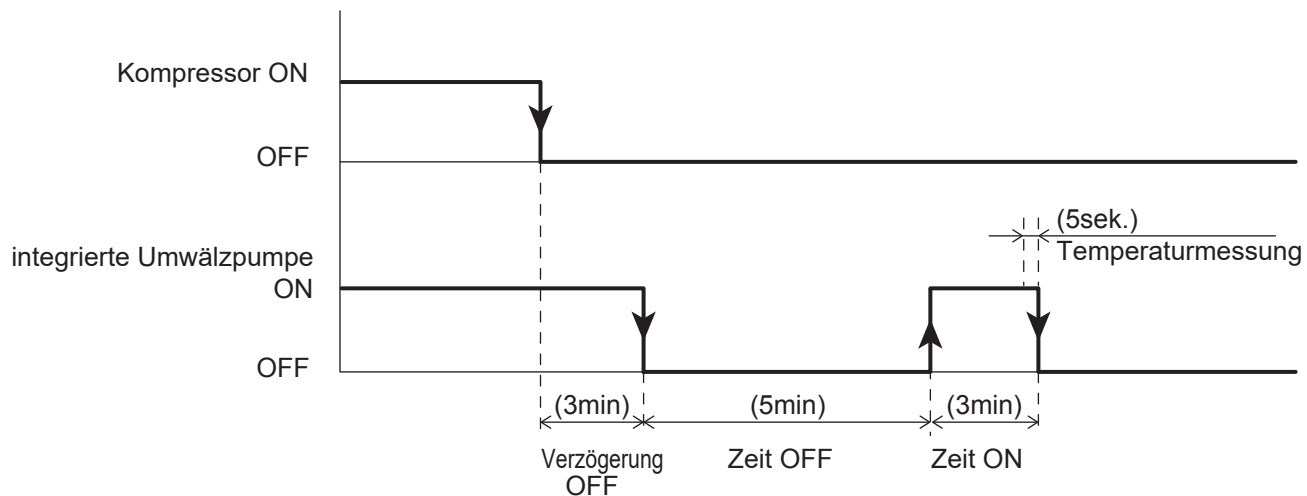 Kompressor ON
OFF
(5sek.)
Temperaturmessung
integrierte Umwälzpumpe
ON
OFF
(3min) (5min) (3min)
Verzögerung OFF Zeit OFF Zeit ON